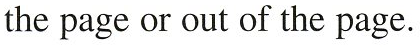 the page or out of the page.